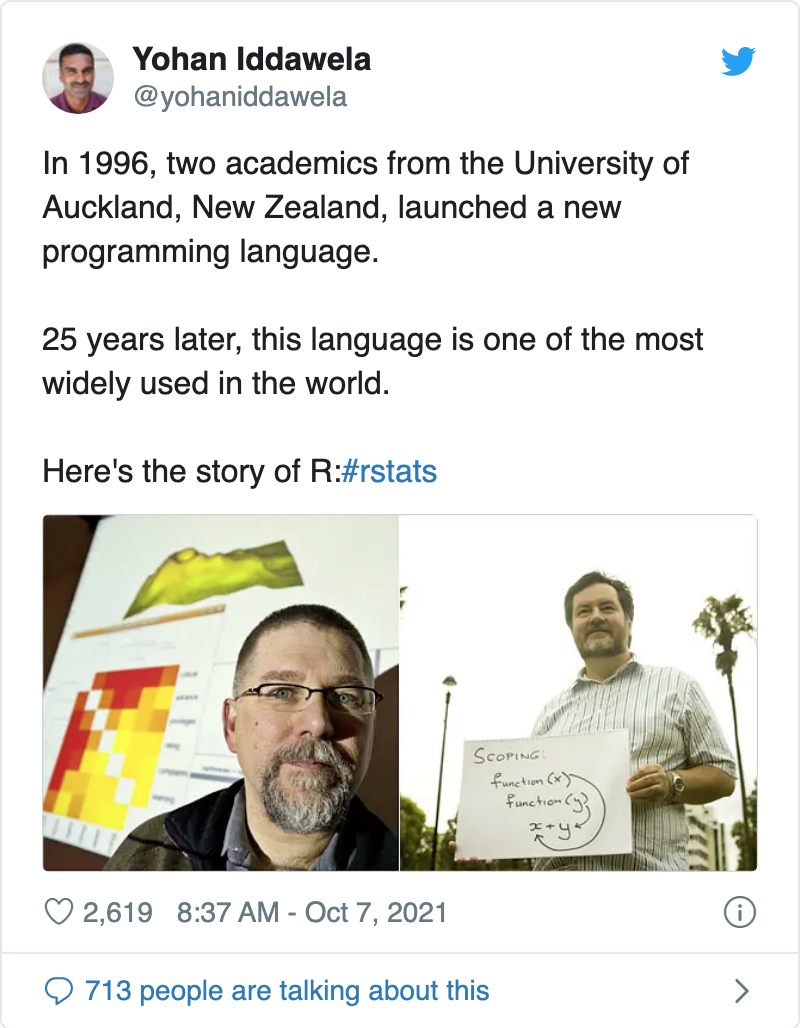 Yohan Iddawela
@yohaniddawela
In 1996, two academics from the University of
Auckland, New Zealand, launched a new
programming language.
25 years later, this language is one of the most
widely used in the world.
Here's the story of R:#rstats
SCOPING:
function (x)
function (y)
x + y
2,619 8:37 AM - Oct 7, 2021
713 people are talking about this